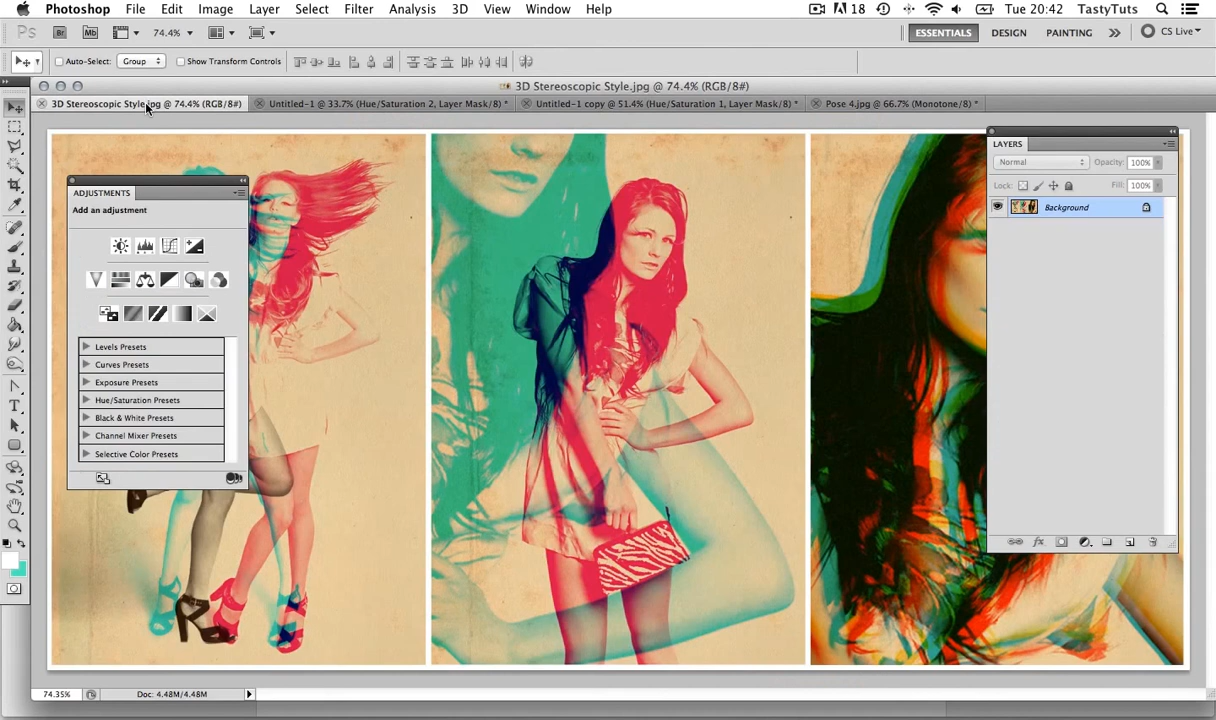 Photoshop File Edit Image Layer Select Filter Analysis 3D View Window Help 18 Tue 20:42 TastyTuts
Ps Br Mb 74.4% ESSENTIALS DESIGN PAINTING CS Live
Auto-Select: Group Show Transform Controls
3D Stereoscopic Style.jpg @ 74.4% (RGB/8#)
3D Stereoscopic Style.jpg @ 74.4% (RGB/8#) Untitled-1 @ 33.7% (Hue/Saturation 2, Layer Mask/8) * Untitled-1 copy @ 51.4% (Hue/Saturation 1, Layer Mask/8) * Pose 4.jpg @ 66.7% (Monotone/8) *
ADJUSTMENTS
Add an adjustment
Levels Presets
Curves Presets
Exposure Presets
Hue/Saturation Presets
Black & White Presets
Channel Mixer Presets
Selective Color Presets
LAYERS
Normal Opacity: 100%
Lock: Fill: 100%
Background
fx
74.35% Doc: 4.48M/4.48M